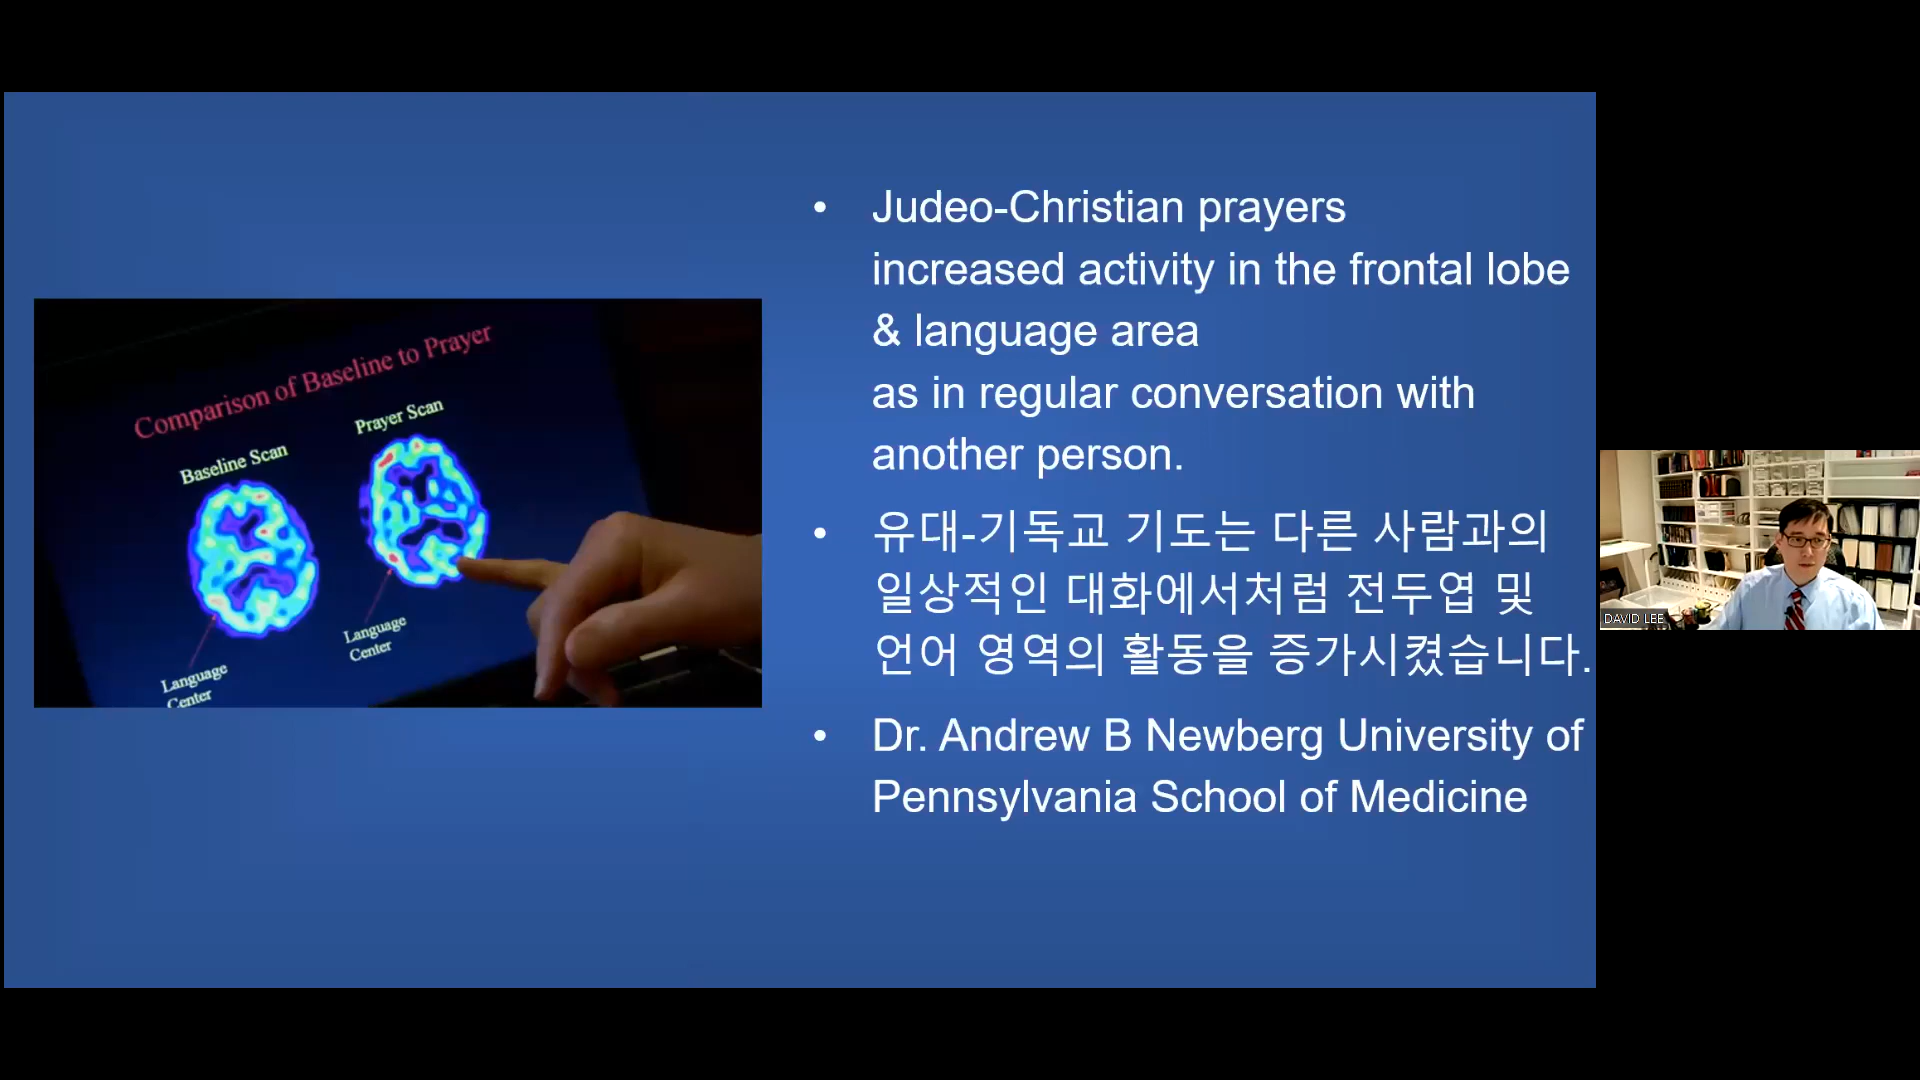 Comparison of Baseline to Prayer
Baseline Scan
Prayer Scan
Language
Center
Language
Center
• Judeo-Christian prayers
increased activity in the frontal lobe
& language area
as in regular conversation with
another person.
• 유대-기독교 기도는 다른 사람과의
일상적인 대화에서처럼 전두엽 및
언어 영역의 활동을 증가시켰습니다.
• Dr. Andrew B Newberg University of
Pennsylvania School of Medicine
DAVID LEE